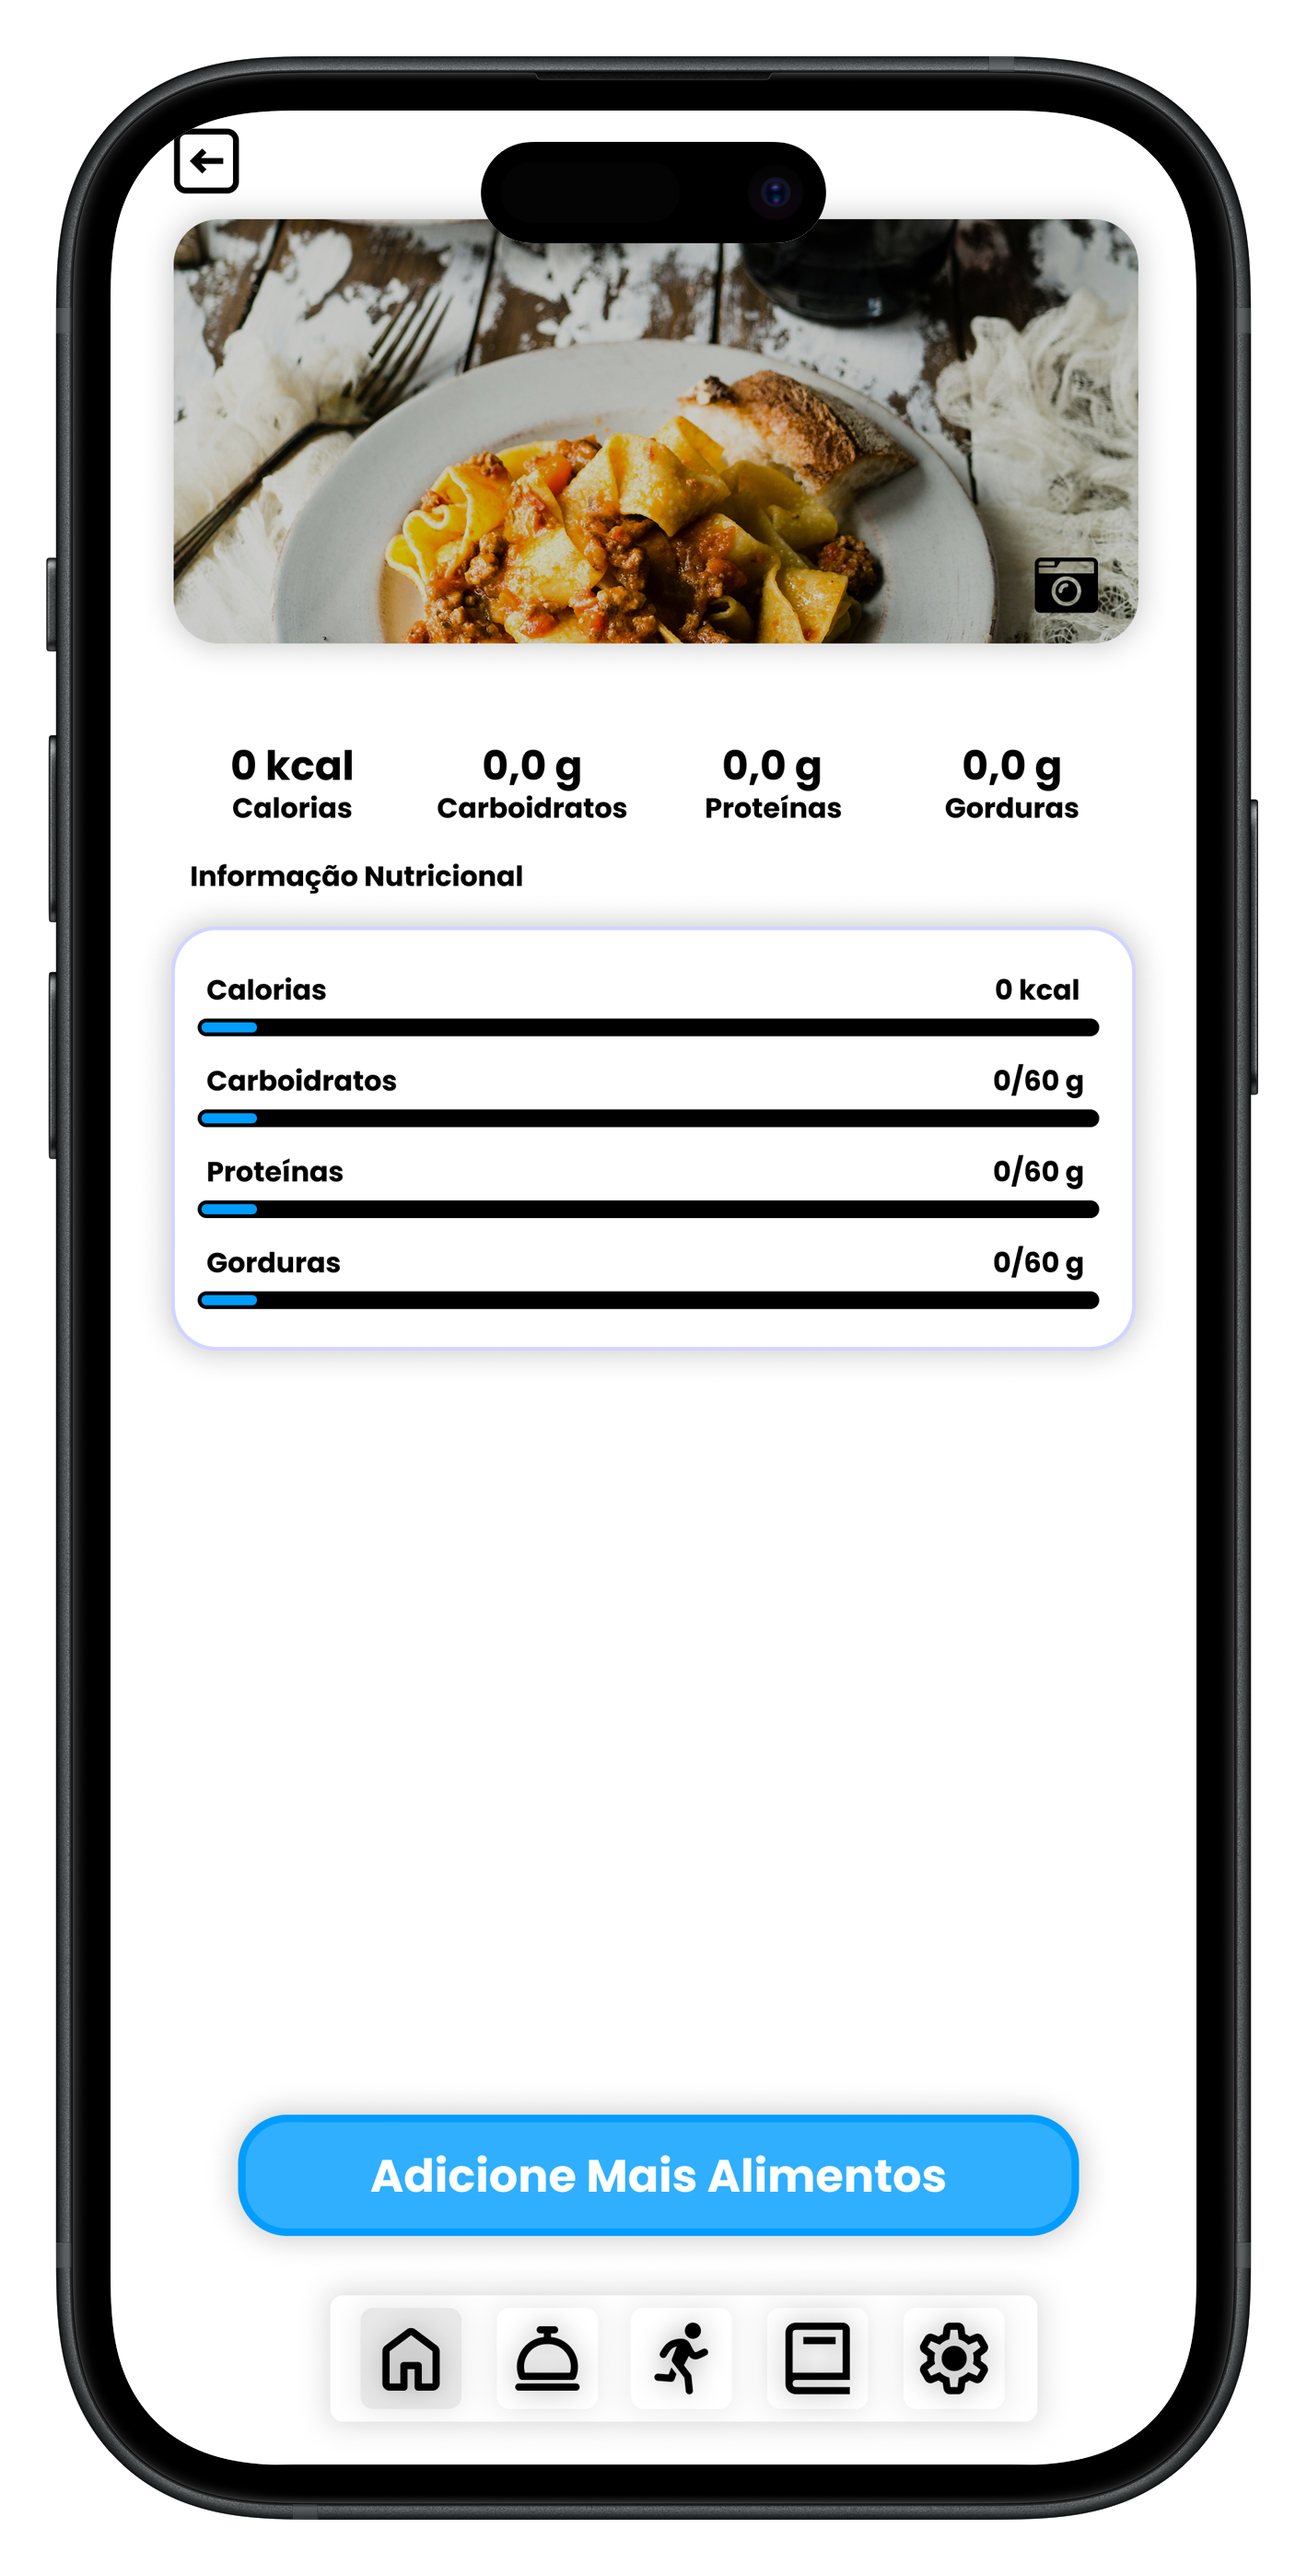 0 kcal 0,0 g 0,0 g 0,0 g
Calorias Carboidratos Proteínas Gorduras
Informação Nutricional
Calorias 0 kcal
Carboidratos 0/60 g
Proteínas 0/60 g
Gorduras 0/60 g
Adicione Mais Alimentos